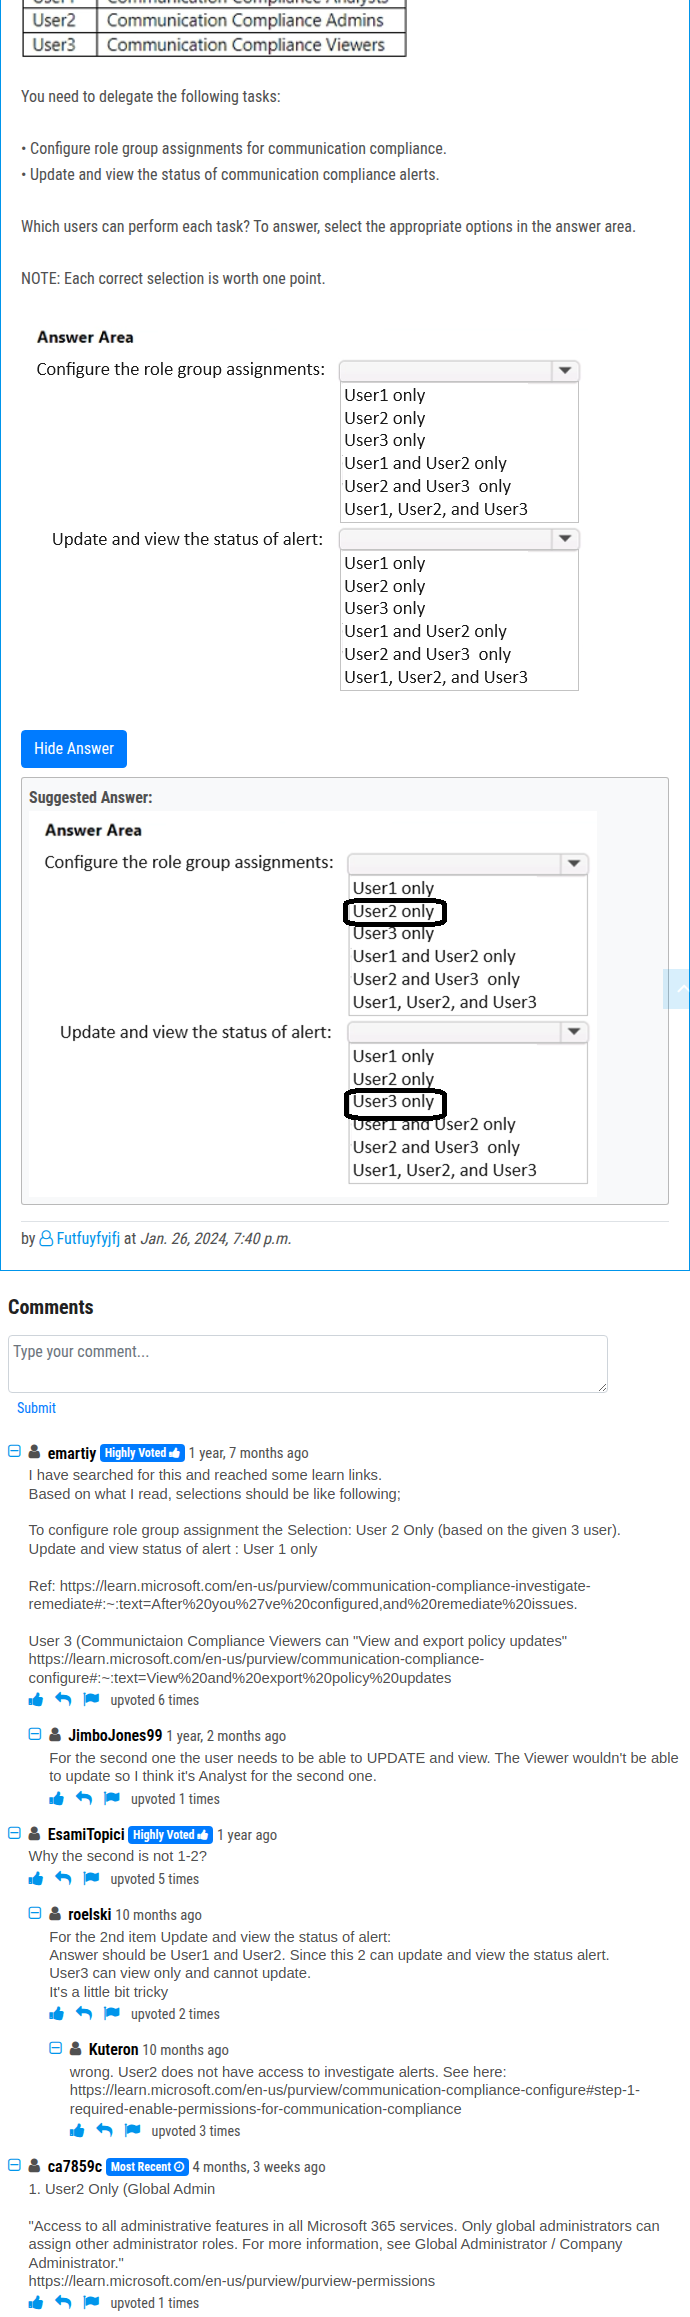 User1 Communication Compliance Analysts
User2 Communication Compliance Admins
User3 Communication Compliance Viewers
You need to delegate the following tasks:
• Configure role group assignments for communication compliance.
• Update and view the status of communication compliance alerts.
Which users can perform each task? To answer, select the appropriate options in the answer area.
NOTE: Each correct selection is worth one point.
Answer Area
Configure the role group assignments:
User1 only
User2 only
User3 only
User1 and User2 only
User2 and User3 only
User1, User2, and User3
Update and view the status of alert:
User1 only
User2 only
User3 only
User1 and User2 only
User2 and User3 only
User1, User2, and User3
Hide Answer
Suggested Answer:
Answer Area
Configure the role group assignments:
User1 only
User2 only
User3 only
User1 and User2 only
User2 and User3 only
User1, User2, and User3
Update and view the status of alert:
User1 only
User2 only
User3 only
User1 and User2 only
User2 and User3 only
User1, User2, and User3
by Futfuyfyjfj at Jan. 26, 2024, 7:40 p.m.
Comments
Type your comment...
Submit
emartiy Highly Voted 1 year, 7 months ago
I have searched for this and reached some learn links.
Based on what I read, selections should be like following;
To configure role group assignment the Selection: User 2 Only (based on the given 3 user).
Update and view status of alert : User 1 only
Ref: https://learn.microsoft.com/en-us/purview/communication-compliance-investigate-
remediate#:~:text=After%20you%27ve%20configured,and%20remediate%20issues.
User 3 (Communictaion Compliance Viewers can "View and export policy updates"
https://learn.microsoft.com/en-us/purview/communication-compliance-
configure#:~:text=View%20and%20export%20policy%20updates
upvoted 6 times
JimboJones99 1 year, 2 months ago
For the second one the user needs to be able to UPDATE and view. The Viewer wouldn't be able
to update so I think it's Analyst for the second one.
upvoted 1 times
EsamiTopici Highly Voted 1 year ago
Why the second is not 1-2?
upvoted 5 times
roelski 10 months ago
For the 2nd item Update and view the status of alert:
Answer should be User1 and User2. Since this 2 can update and view the status alert.
User3 can view only and cannot update.
It's a little bit tricky
upvoted 2 times
Kuteron 10 months ago
wrong. User2 does not have access to investigate alerts. See here:
https://learn.microsoft.com/en-us/purview/communication-compliance-configure#step-1-
required-enable-permissions-for-communication-compliance
upvoted 3 times
ca7859c Most Recent 4 months, 3 weeks ago
1. User2 Only (Global Admin
"Access to all administrative features in all Microsoft 365 services. Only global administrators can
assign other administrator roles. For more information, see Global Administrator / Company
Administrator."
https://learn.microsoft.com/en-us/purview/purview-permissions
upvoted 1 times